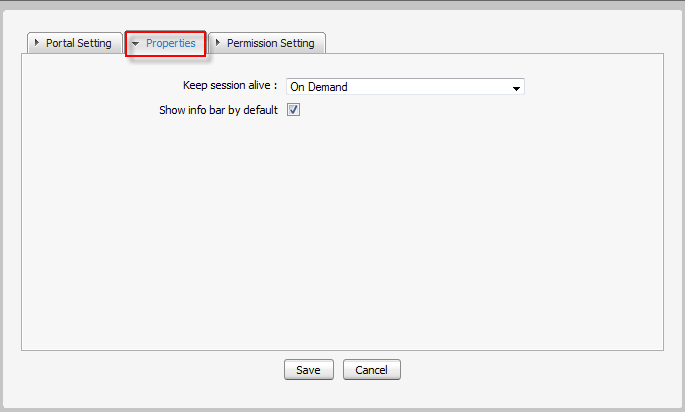 Portal Setting Properties Permission Setting
Keep session alive : On Demand
Show info bar by default
Save Cancel